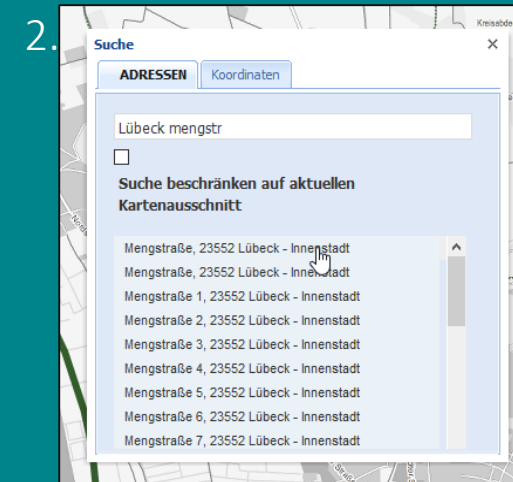 2.
Kreisabde
Suche
ADRESSEN Koordinaten
Lübeck mengstr
Suche beschränken auf aktuellen
Kartenausschnitt
Mengstraße, 23552 Lübeck - Innenstadt
Mengstraße, 23552 Lübeck - Innenstadt
Mengstraße 1, 23552 Lübeck - Innenstadt
Mengstraße 2, 23552 Lübeck - Innenstadt
Mengstraße 3, 23552 Lübeck - Innenstadt
Mengstraße 4, 23552 Lübeck - Innenstadt
Mengstraße 5, 23552 Lübeck - Innenstadt
Mengstraße 6, 23552 Lübeck - Innenstadt
Mengstraße 7, 23552 Lübeck - Innenstadt